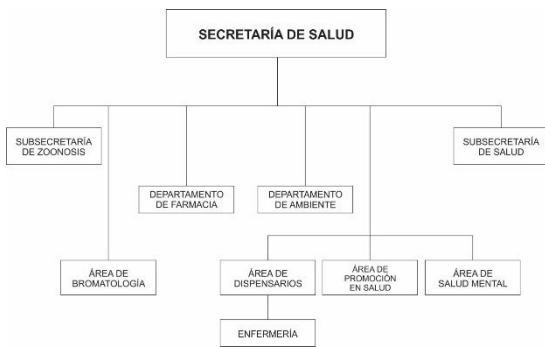 SECRETARÍA DE SALUD
SUBSECRETARÍA
DE ZOONOSIS
SUBSECRETARÍA
DE SALUD
DEPARTAMENTO
DE FARMACIA
DEPARTAMENTO
DE AMBIENTE
ÁREA DE
BROMATOLOGÍA
ÁREA DE
DISPENSARIOS
ÁREA DE
PROMOCIÓN
EN SALUD
ÁREA DE
SALUD MENTAL
ENFERMERÍA